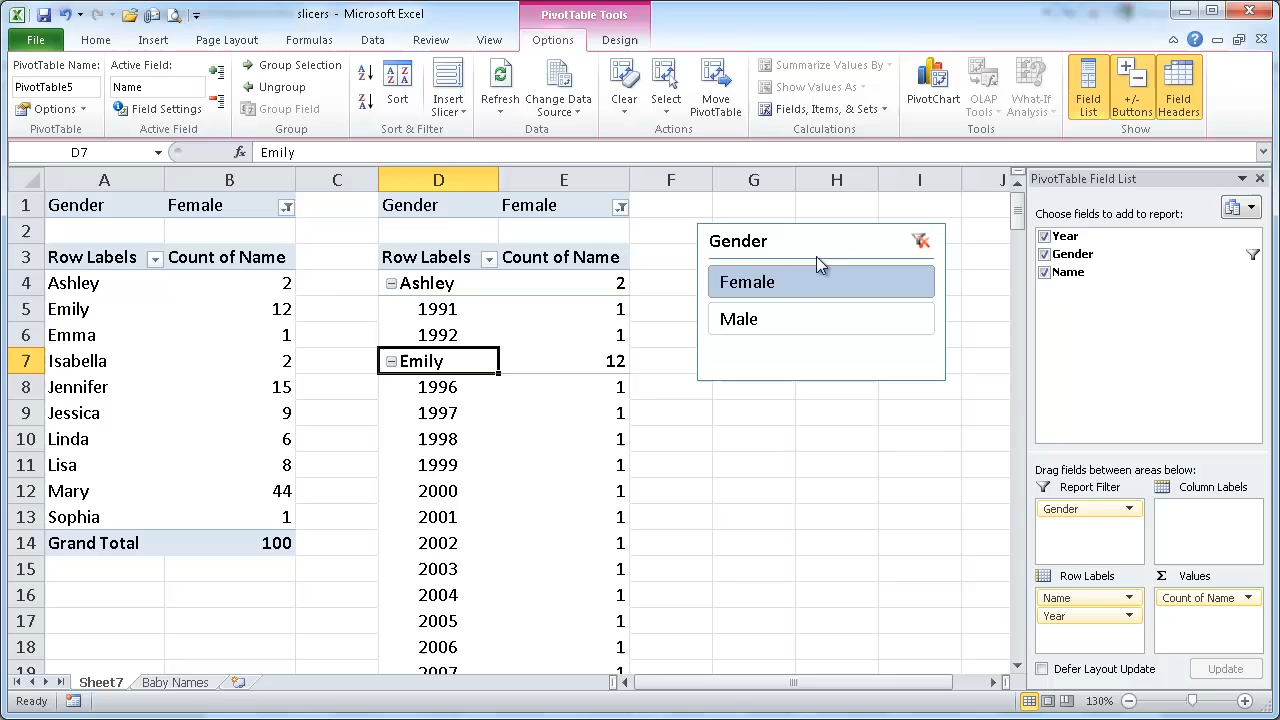 slicers - Microsoft Excel
PivotTable Tools
File Home Insert Page Layout Formulas Data Review View Options Design
PivotTable Name:
PivotTable5
Options
PivotTable
Active Field:
Name
Field Settings
Active Field
Group Selection
Ungroup
Group Field
Group
Sort
Insert Slicer
Sort & Filter
Refresh
Change Data Source
Data
Clear
Select
Move PivotTable
Actions
Summarize Values By
Show Values As
Fields, Items, & Sets
Calculations
PivotChart
OLAP Tools
What-If Analysis
Tools
Field List
+/- Buttons
Field Headers
Show
D7 fx Emily
A B C D E F G H I J
1 Gender Female Gender Female
2
3 Row Labels Count of Name Row Labels Count of Name
4 Ashley 2 Ashley 2
5 Emily 12 1991 1
6 Emma 1 1992 1
7 Isabella 2 Emily 12
8 Jennifer 15 1996 1
9 Jessica 9 1997 1
10 Linda 6 1998 1
11 Lisa 8 1999 1
12 Mary 44 2000 1
13 Sophia 1 2001 1
14 Grand Total 100 2002 1
15 2003 1
16 2004 1
17 2005 1
18 2006 1
19 2007 1
Gender
Female
Male
PivotTable Field List
Choose fields to add to report:
Year
Gender
Name
Drag fields between areas below:
Report Filter
Column Labels
Gender
Row Labels
Σ Values
Name
Count of Name
Year
Defer Layout Update
Update
Sheet7 Baby Names
Ready
130%